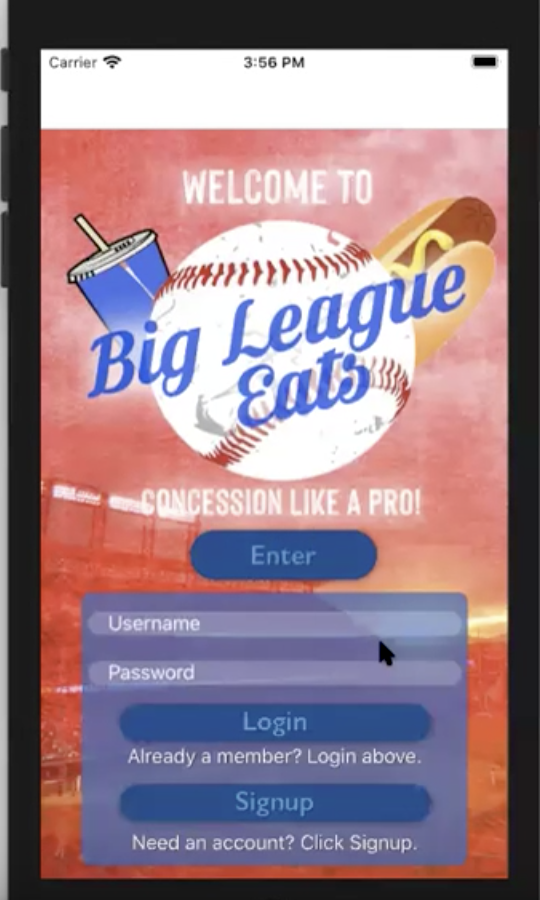 Carrier 3:56 PM
WELCOME TO
Big League
Eats
CONCESSION LIKE A PRO!
Enter
Username
Password
Login
Already a member? Login above.
Signup
Need an account? Click Signup.